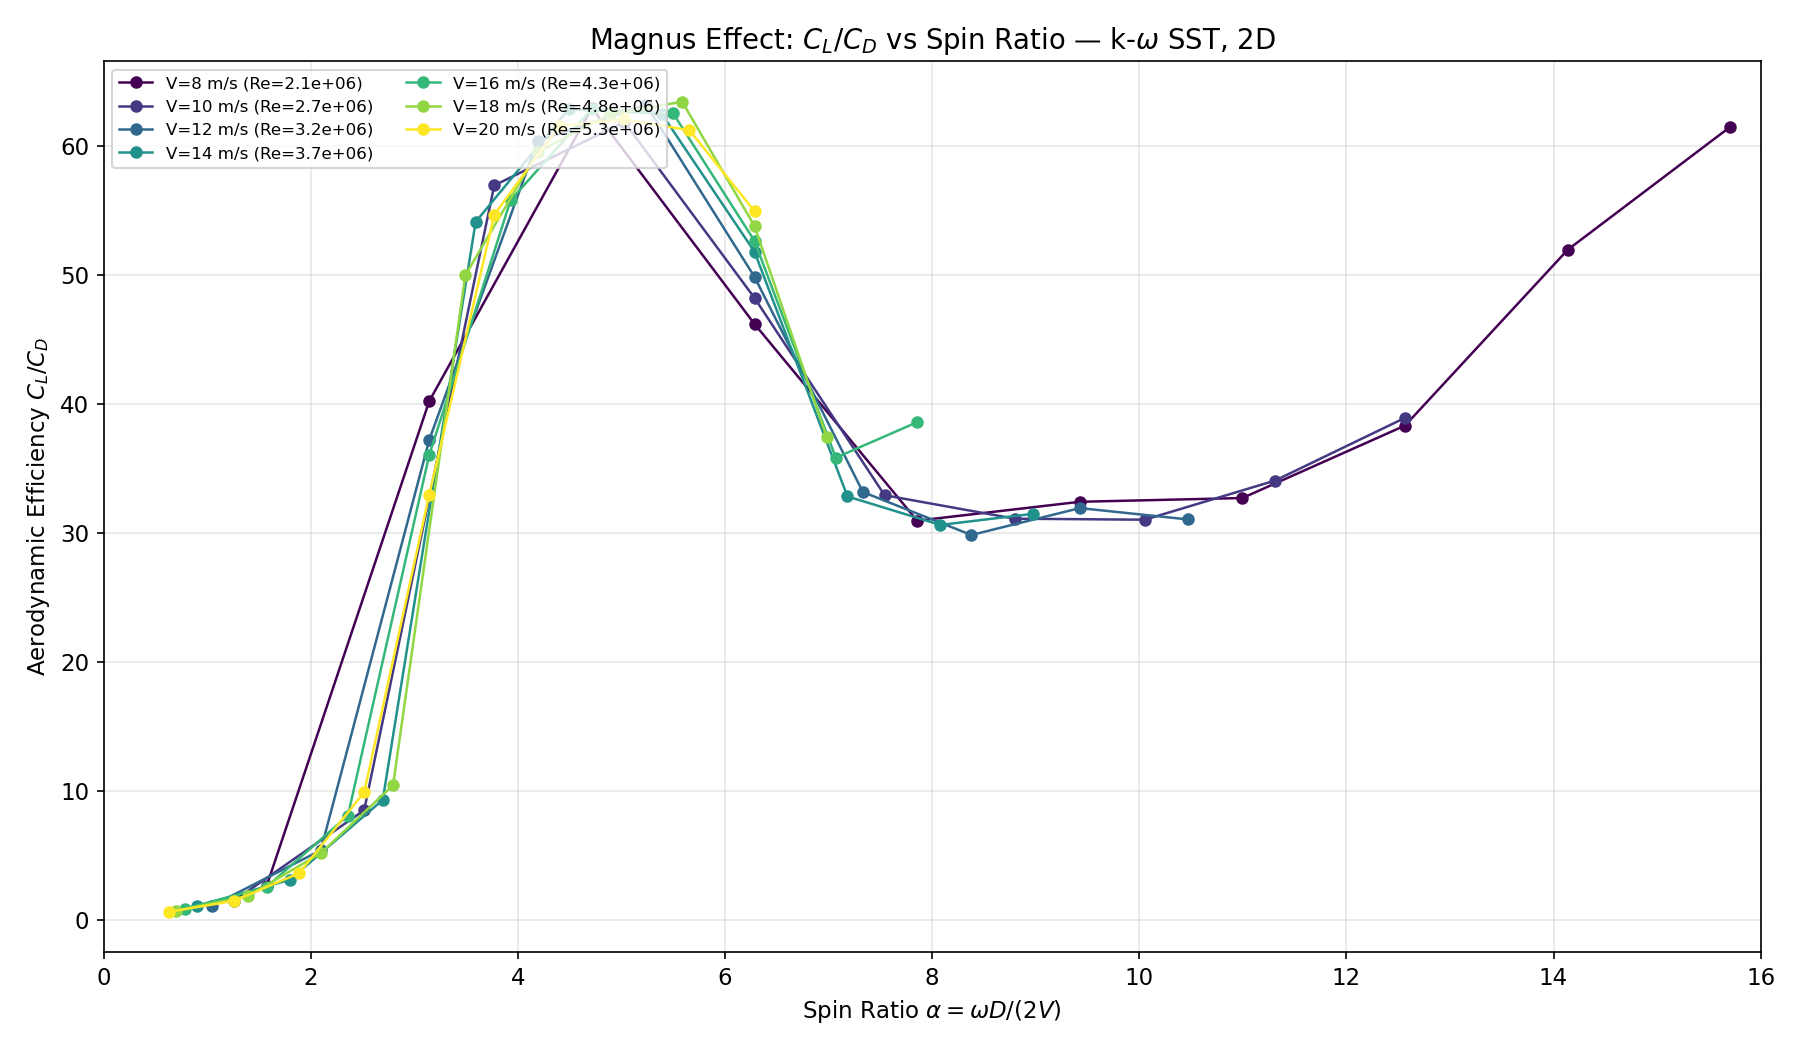 Magnus Effect: C_L/C_D vs Spin Ratio — k-ω SST, 2D
V=8 m/s (Re=2.1e+06)
V=10 m/s (Re=2.7e+06)
V=12 m/s (Re=3.2e+06)
V=14 m/s (Re=3.7e+06)
V=16 m/s (Re=4.3e+06)
V=18 m/s (Re=4.8e+06)
V=20 m/s (Re=5.3e+06)
Aerodynamic Efficiency C_L/C_D
60
50
40
30
20
10
0
0 2 4 6 8 10 12 14 16
Spin Ratio α = ωD/(2V)